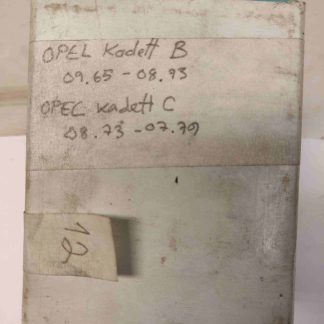 OPEL Kadett B
09.65 - 08.93
OPEL Kadett C
08.73 - 07.79
12